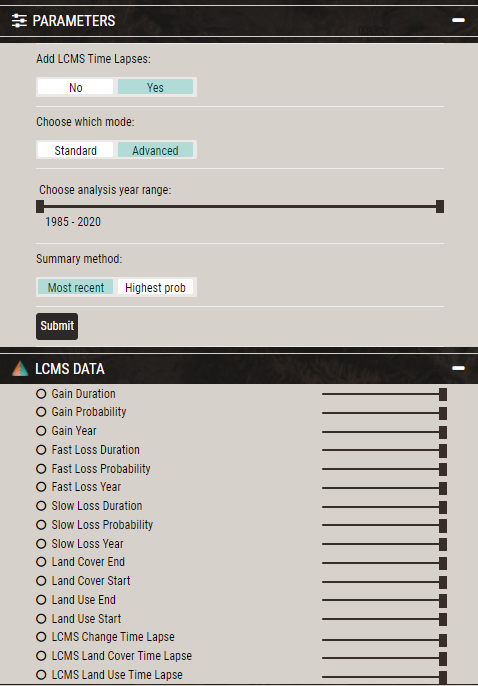 PARAMETERS
Add LCMS Time Lapses:
No Yes
Choose which mode:
Standard Advanced
Choose analysis year range:
1985 - 2020
Summary method:
Most recent Highest prob
Submit
LCMS DATA
Gain Duration
Gain Probability
Gain Year
Fast Loss Duration
Fast Loss Probability
Fast Loss Year
Slow Loss Duration
Slow Loss Probability
Slow Loss Year
Land Cover End
Land Cover Start
Land Use End
Land Use Start
LCMS Change Time Lapse
LCMS Land Cover Time Lapse
LCMS Land Use Time Lapse